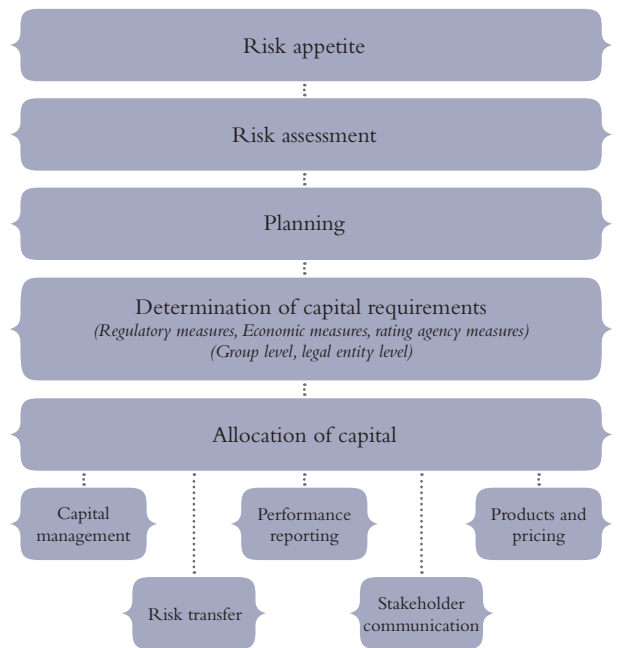 Risk appetite
Risk assessment
Planning
Determination of capital requirements
(Regulatory measures, Economic measures, rating agency measures)
(Group level, legal entity level)
Allocation of capital
Capital
management
Performance
reporting
Products and
pricing
Risk transfer
Stakeholder
communication